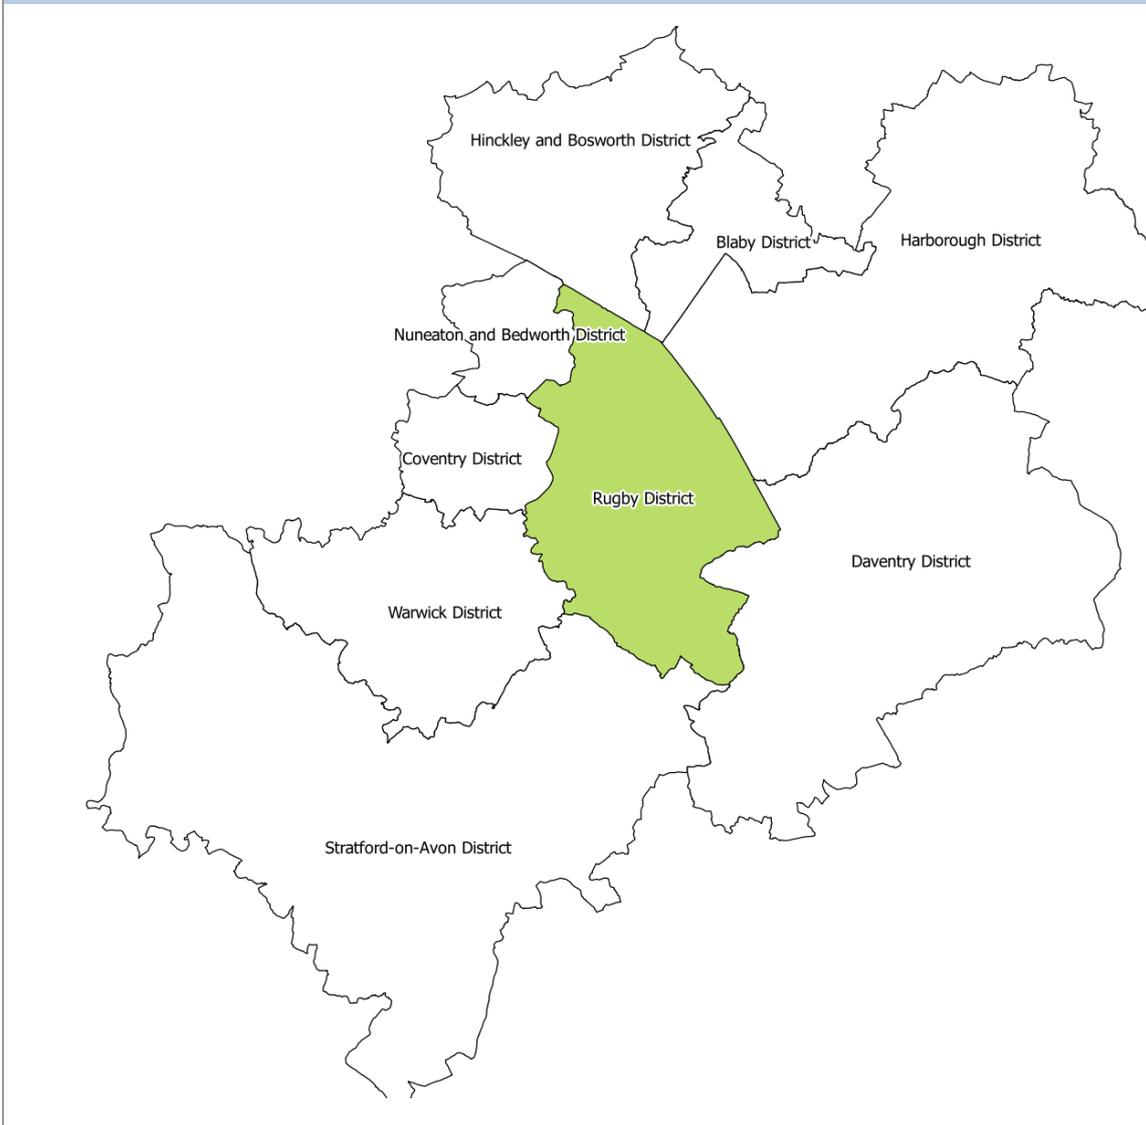 Hinckley and Bosworth District
Blaby District
Harborough District
Nuneaton and Bedworth District
Coventry District
Rugby District
Daventry District
Warwick District
Stratford-on-Avon District